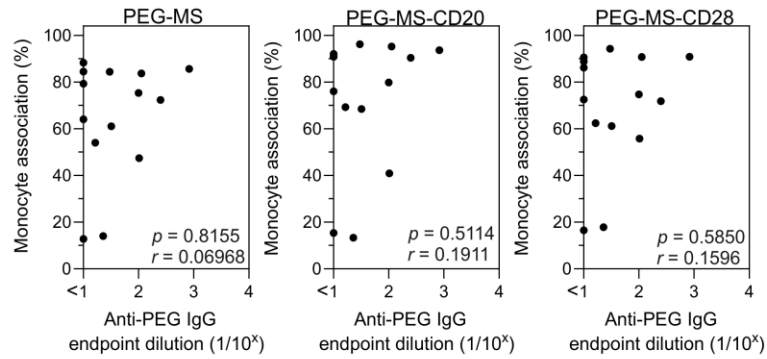 PEG-MS
Monocyte association (%)
100
80
60
40
20
0
<1
2
3
4
p = 0.8155
r = 0.06968
Anti-PEG IgG
endpoint dilution (1/10ˣ)
PEG-MS-CD20
Monocyte association (%)
100
80
60
40
20
0
<1
2
3
4
p = 0.5114
r = 0.1911
Anti-PEG IgG
endpoint dilution (1/10ˣ)
PEG-MS-CD28
Monocyte association (%)
100
80
60
40
20
0
<1
2
3
4
p = 0.5850
r = 0.1596
Anti-PEG IgG
endpoint dilution (1/10ˣ)